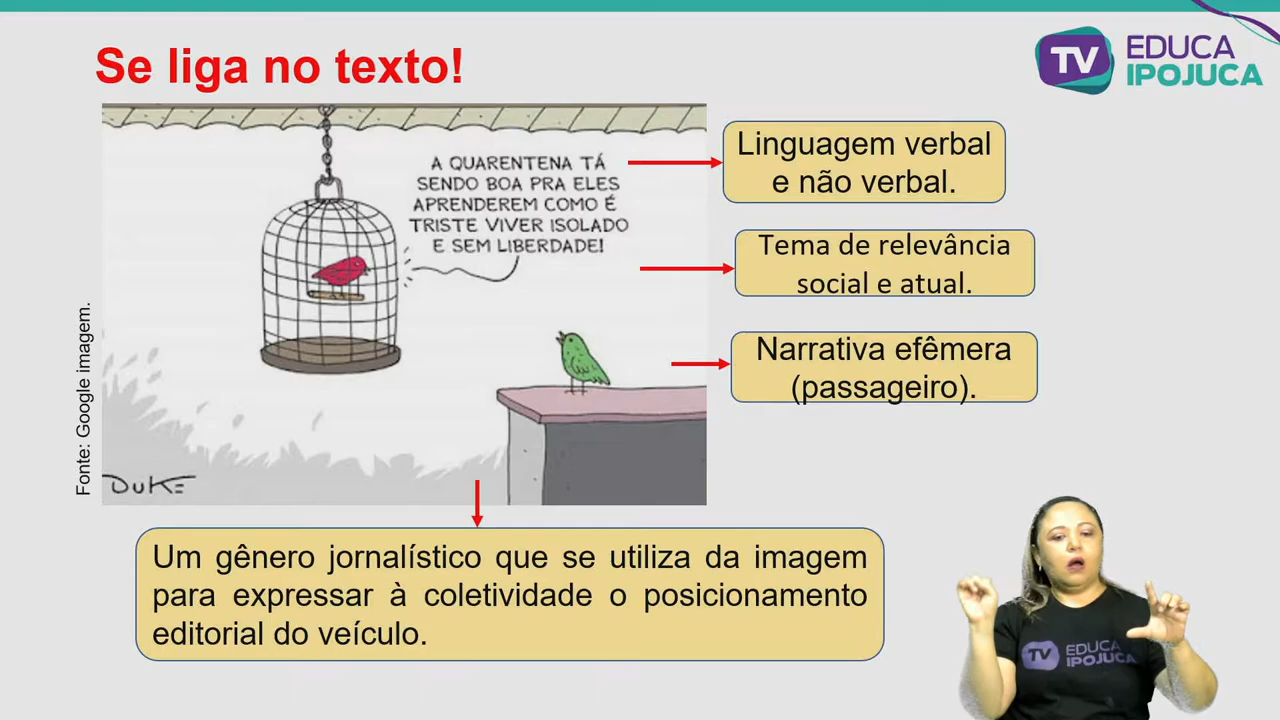 Se liga no texto!
TV EDUCA
IPOJUCA
A QUARENTENA TÁ
SENDO BOA PRA ELES
APRENDEREM COMO É
TRISTE VIVER ISOLADO
E SEM LIBERDADE!
Linguagem verbal
e não verbal.
Tema de relevância
social e atual.
Narrativa efêmera
(passageiro).
Fonte: Google imagem.
DUKE
Um gênero jornalístico que se utiliza da imagem
para expressar à coletividade o posicionamento
editorial do veículo.
TV EDUCA
IPOJUCA